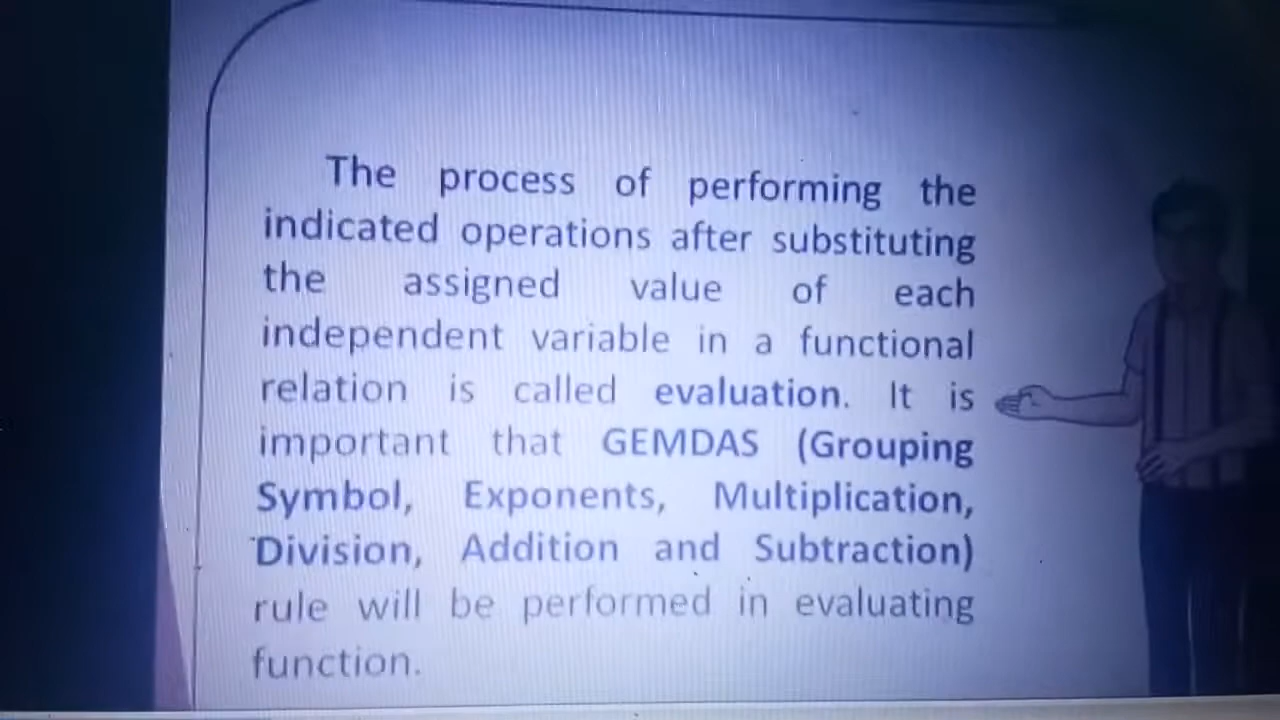 The process of performing the
indicated operations after substituting
the assigned value of each
independent variable in a functional
relation is called evaluation. It is
important that GEMDAS (Grouping
Symbol, Exponents, Multiplication,
Division, Addition and Subtraction)
rule will be performed in evaluating
function.